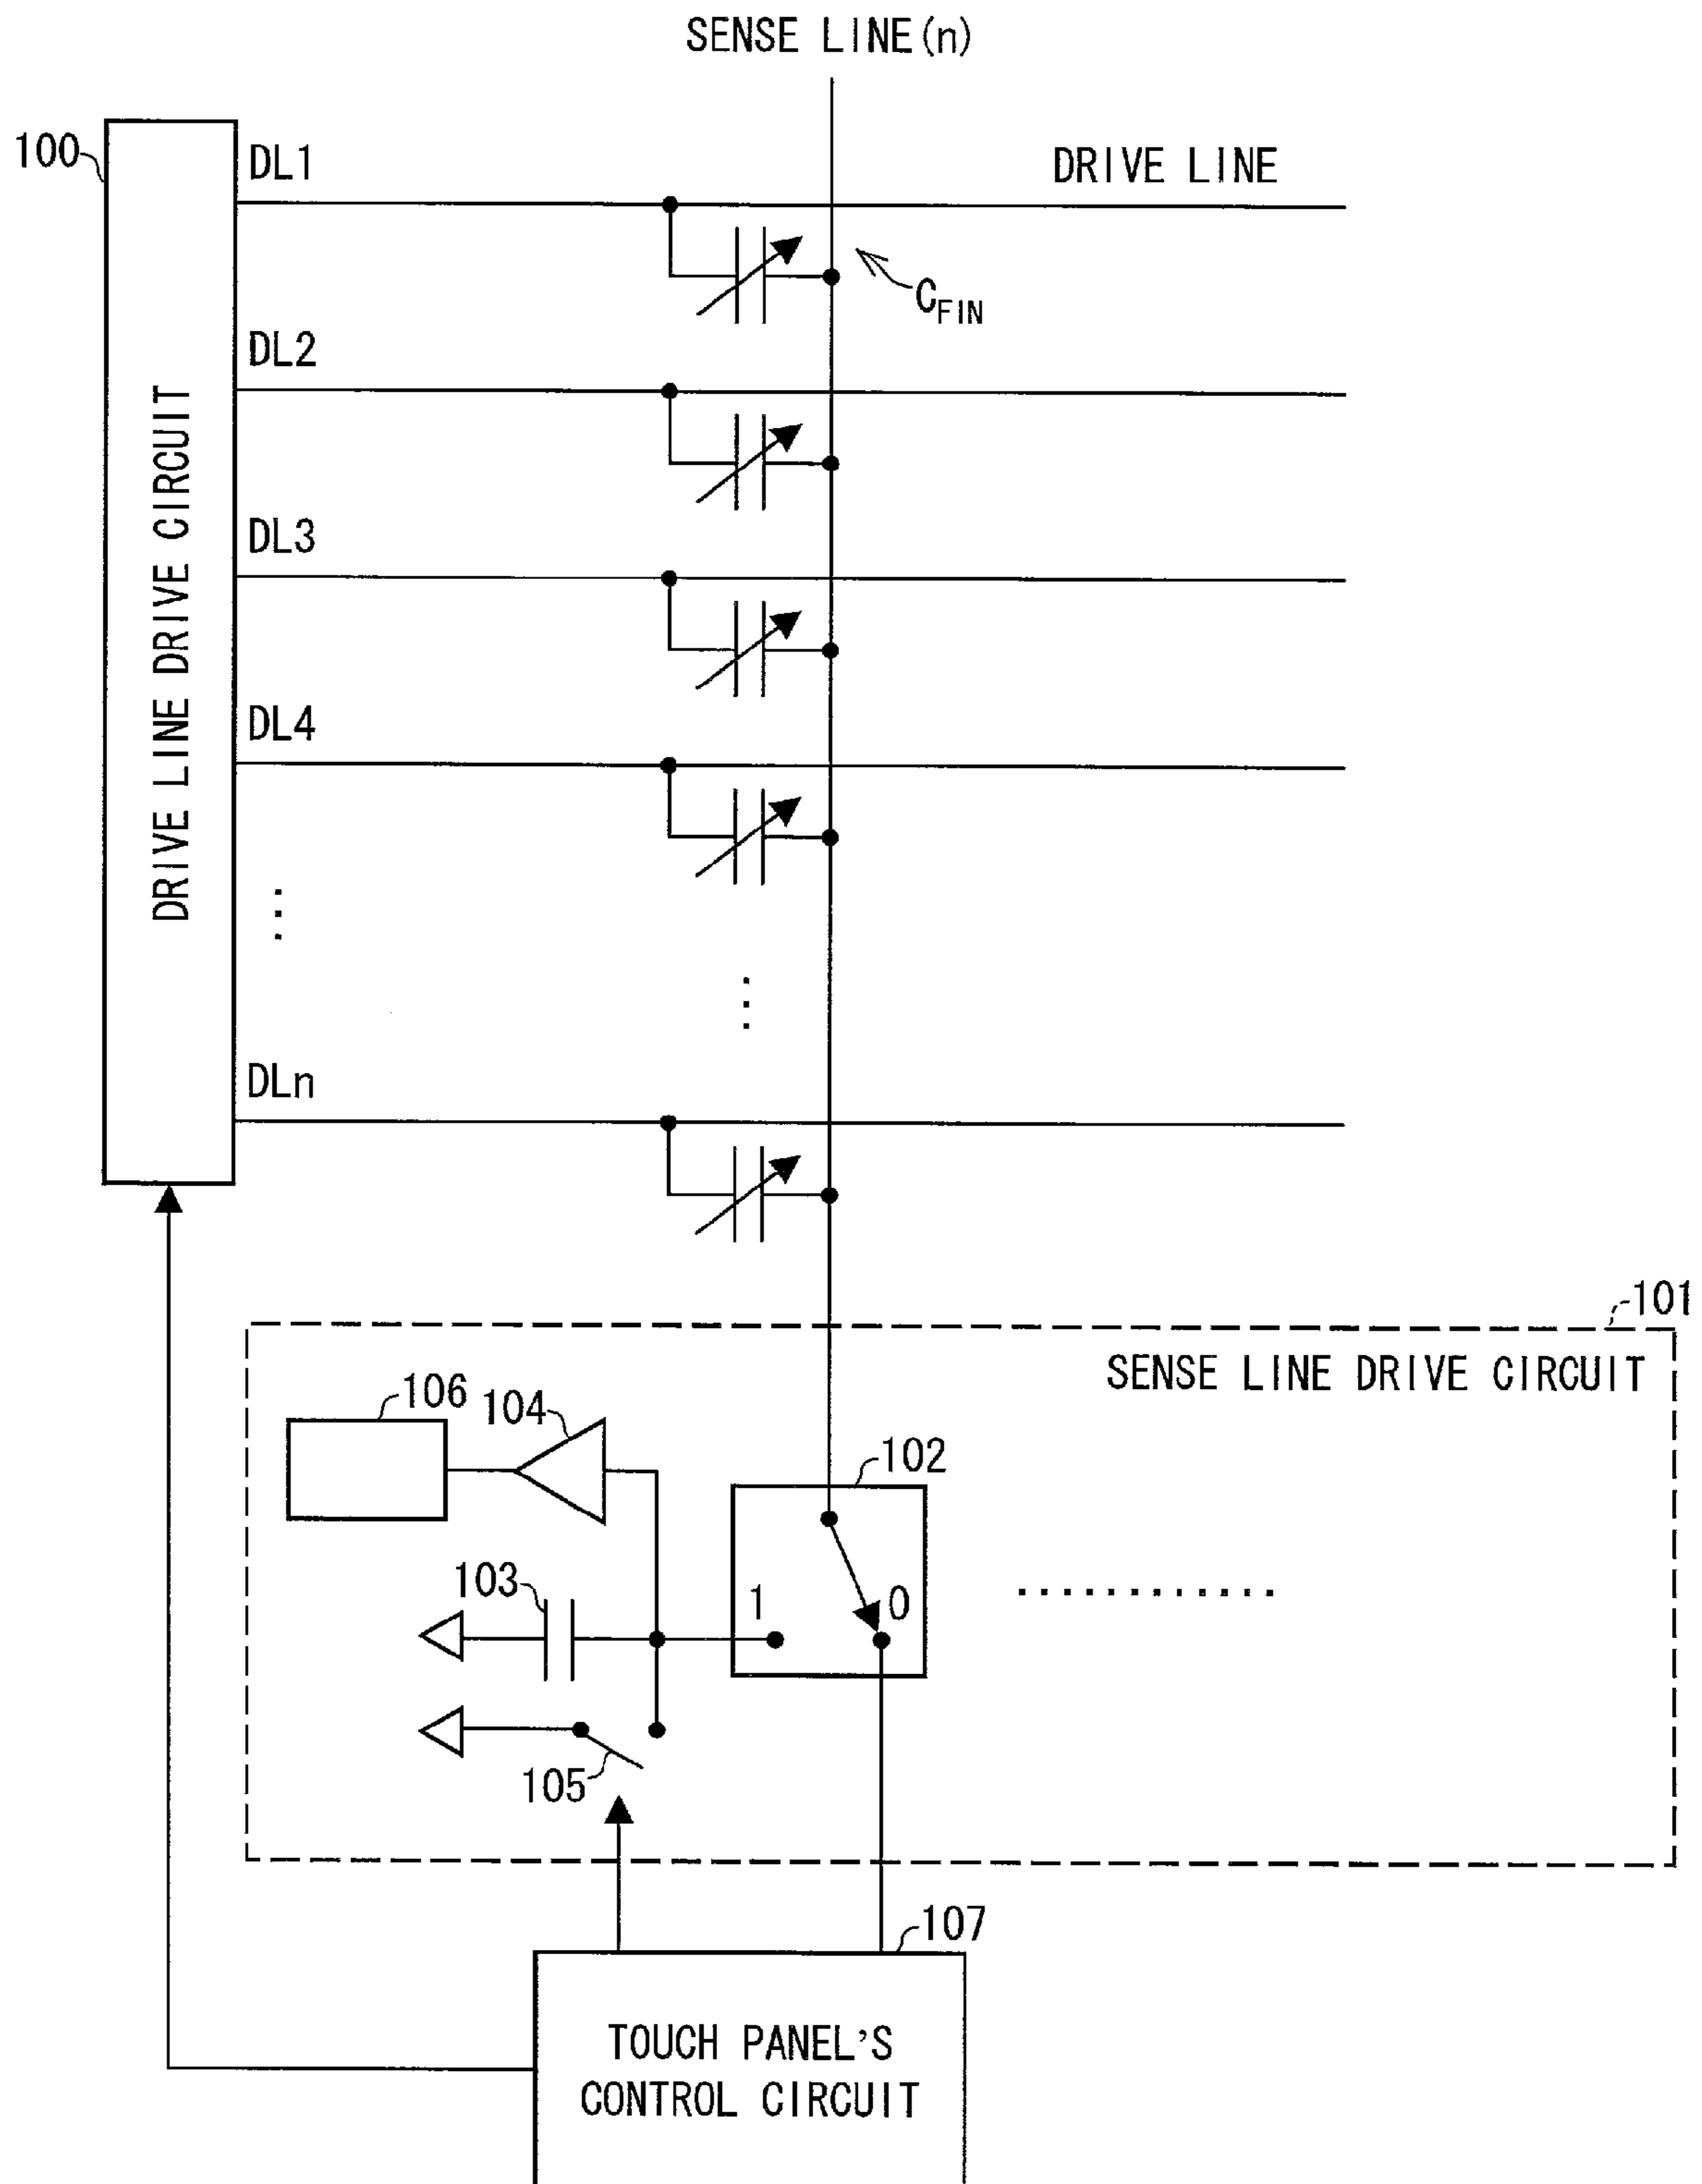 SENSE LINE(n)
100
DL1
DRIVE LINE
CFIN
DL2
DRIVE LINE DRIVE CIRCUIT
DL3
DL4
DLn
101
SENSE LINE DRIVE CIRCUIT
106
104
102
103
1
0
105
107
TOUCH PANEL'S
CONTROL CIRCUIT